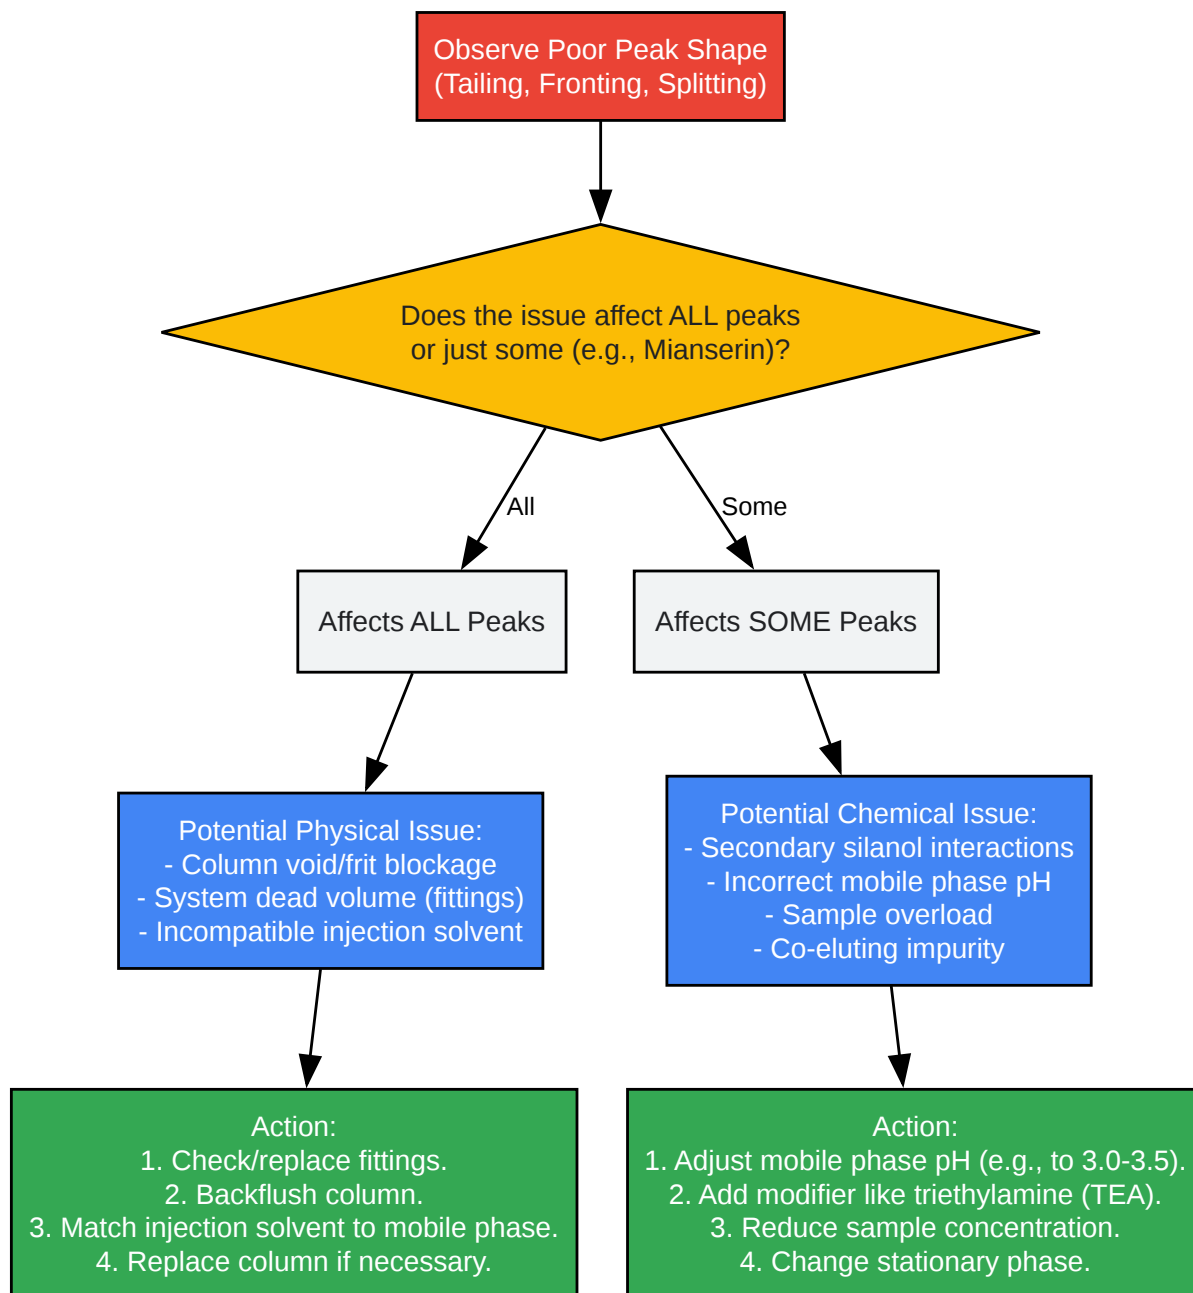 Observe Poor Peak Shape
(Tailing, Fronting, Splitting)
Does the issue affect ALL peaks
or just some (e.g., Mianserin)?
All
Some
Affects ALL Peaks
Affects SOME Peaks
Potential Physical Issue:
- Column void/frit blockage
- System dead volume (fittings)
- Incompatible injection solvent
Potential Chemical Issue:
- Secondary silanol interactions
- Incorrect mobile phase pH
- Sample overload
- Co-eluting impurity
Action:
1. Check/replace fittings.
2. Backflush column.
3. Match injection solvent to mobile phase.
4. Replace column if necessary.
Action:
1. Adjust mobile phase pH (e.g., to 3.0-3.5).
2. Add modifier like triethylamine (TEA).
3. Reduce sample concentration.
4. Change stationary phase.